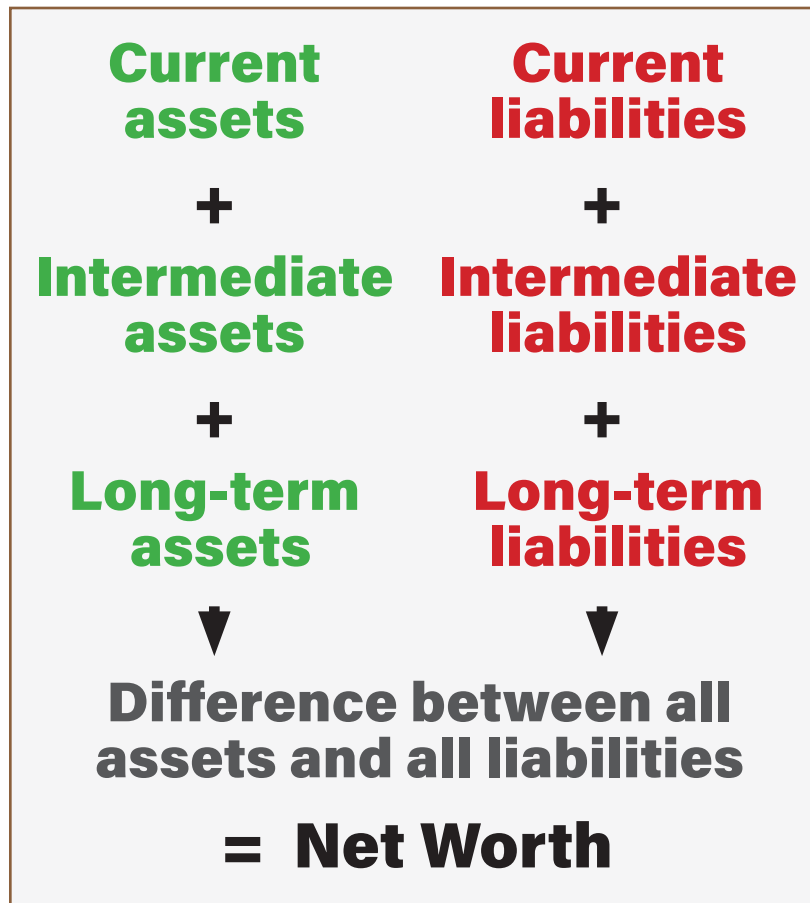 Current
assets
+
Intermediate
assets
+
Long-term
assets
Current
liabilities
+
Intermediate
liabilities
+
Long-term
liabilities
Difference between all
assets and all liabilities
= Net Worth